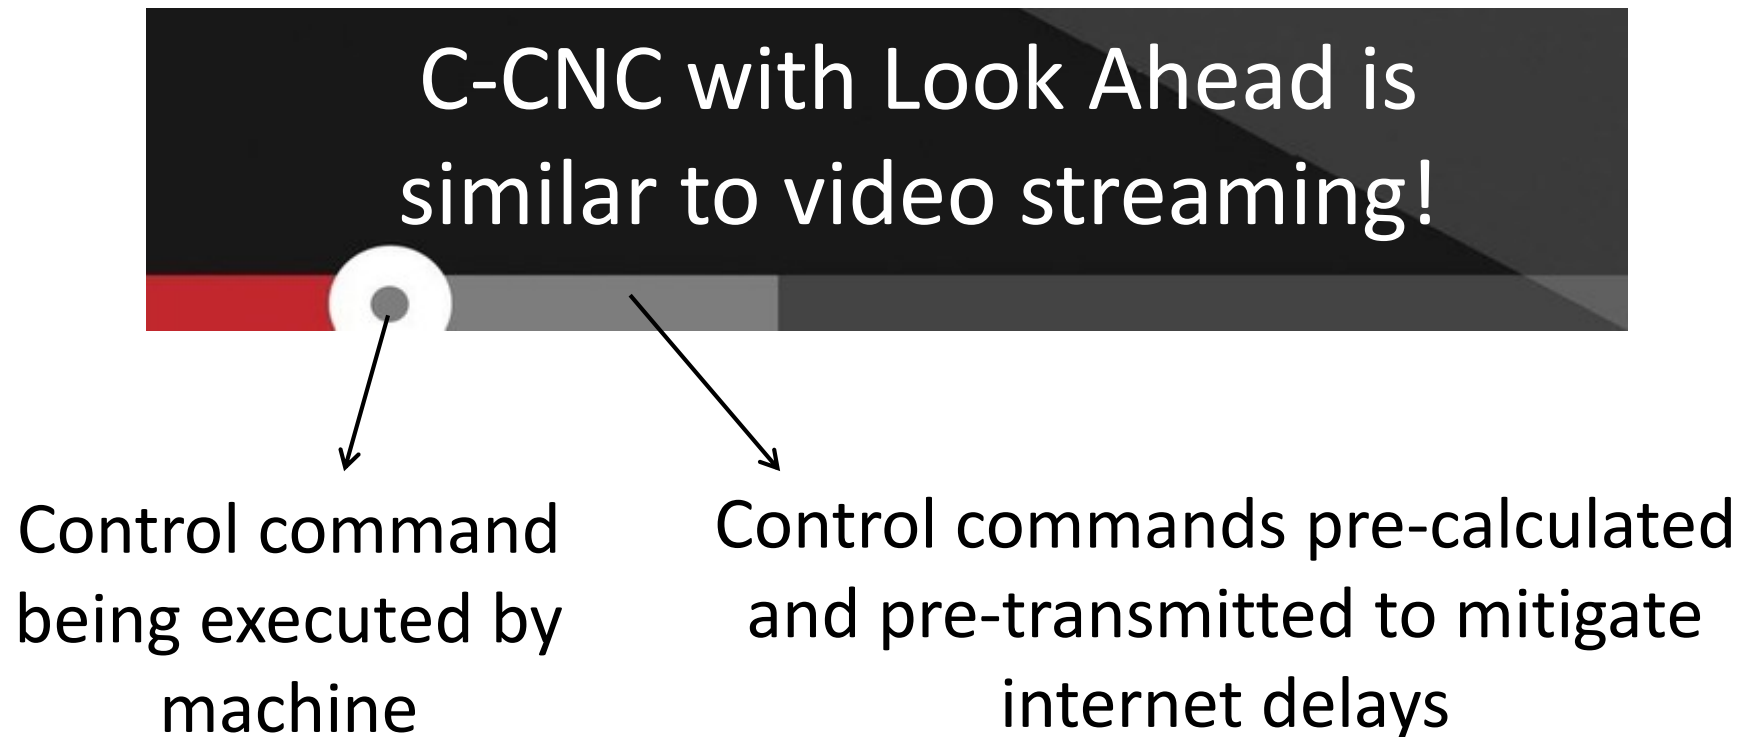 C-CNC with Look Ahead is
similar to video streaming!
Control command
being executed by
machine
Control commands pre-calculated
and pre-transmitted to mitigate
internet delays